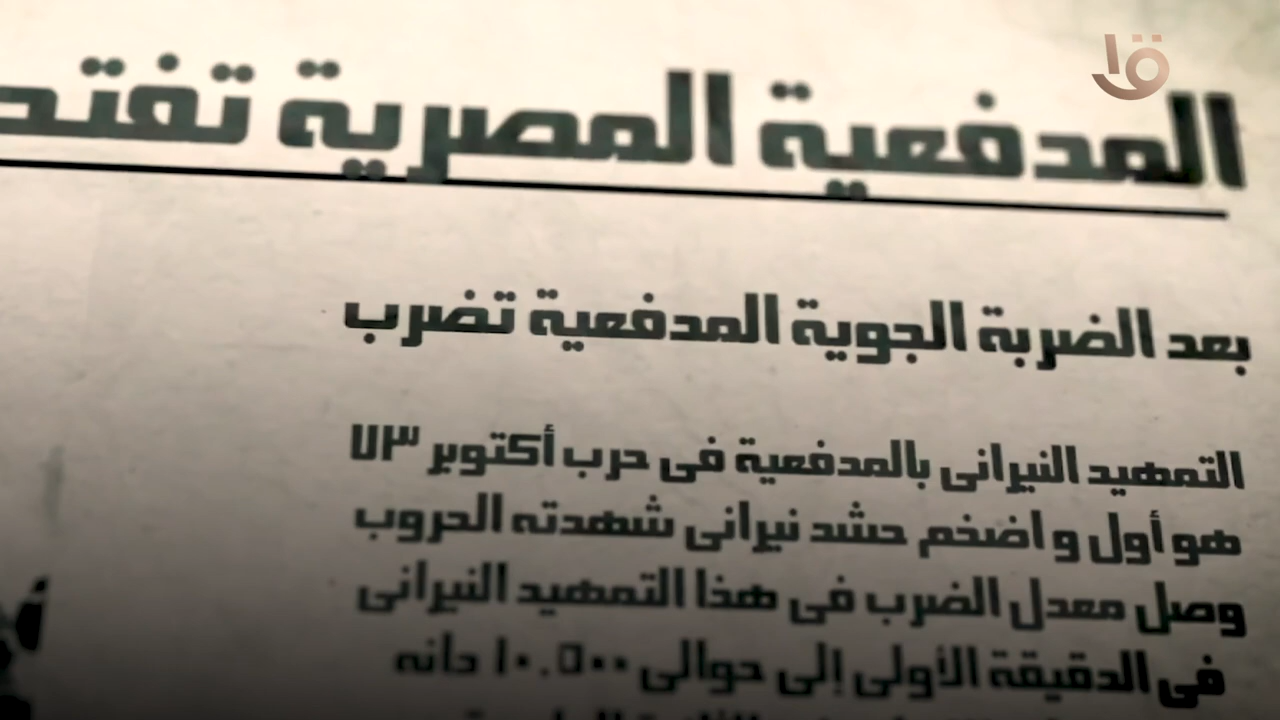 المدفعية المصرية
بعد الضربة الجوية المدفعية تضرب
التمهيد النيرانى بالمدفعية فى حرب أكتوبر ٧٣
هو أول و اضخم حشد نيرانى شهدته الحروب
وصل معدل الضرب فى هذا التمهيد النيرانى
فى الدقيقة الأولى إلى حوالى ١٠.٥٠٠ دانه